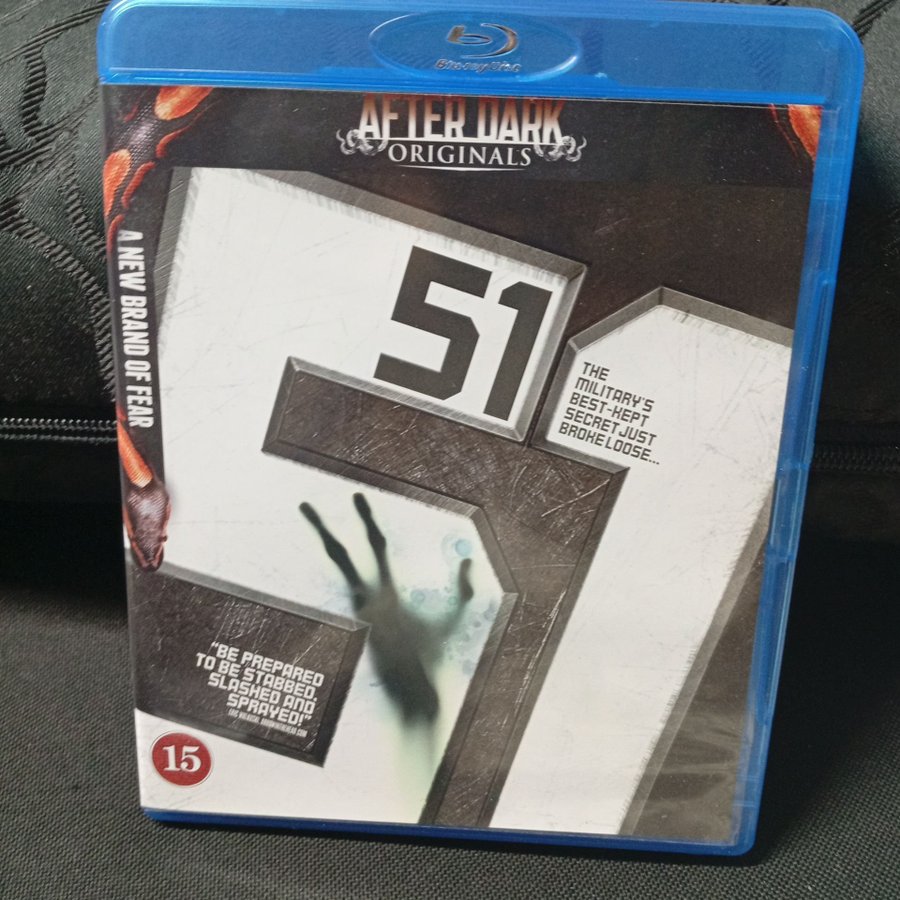 Blu-ray Disc
AFTER DARK
ORIGINALS
A NEW BRAND OF FEAR
51
THE
MILITARY'S
BEST-KEPT
SECRET JUST
BROKE LOOSE...
"BE PREPARED
TO BE STABBED,
SLASHED AND
SPRAYED!"
15